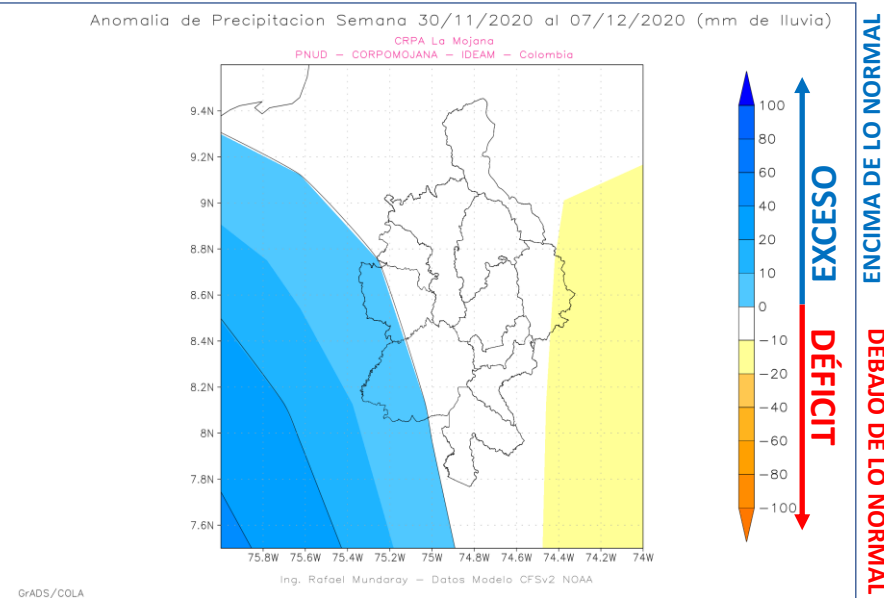 Anomalia de Precipitacion Semana 30/11/2020 al 07/12/2020 (mm de lluvia)
CRPA La Mojana
PNUD – CORPOMOJANA – IDEAM – Colombia
9.4N
9.2N
9N
8.8N
8.6N
8.4N
8.2N
8N
7.8N
7.6N
75.8W 75.6W 75.4W 75.2W 75W 74.8W 74.6W 74.4W 74.2W 74W
100
80
60
40
20
10
0
−10
−20
−40
−60
−80
−100
EXCESO
DÉFICIT
ENCIMA DE LO NORMAL
DEBAJO DE LO NORMAL
Ing. Rafael Mundaray – Datos Modelo CFSv2 NOAA
GrADS/COLA